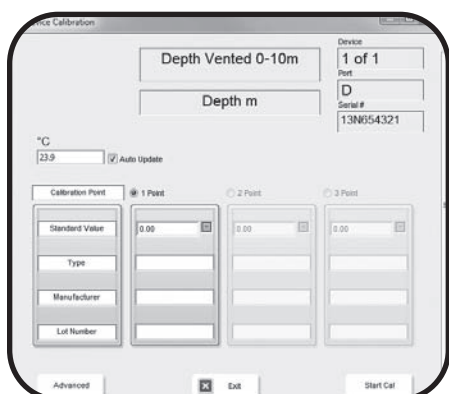 Device Calibration
Device
Depth Vented 0-10m
1 of 1
Port
D
Depth m
Serial #
13N654321
°C
23.9
Auto Update
Calibration Point
1 Point
2 Point
3 Point
Standard Value
0.00
0.00
0.00
Type
Manufacturer
Lot Number
Advanced
Exit
Start Cal